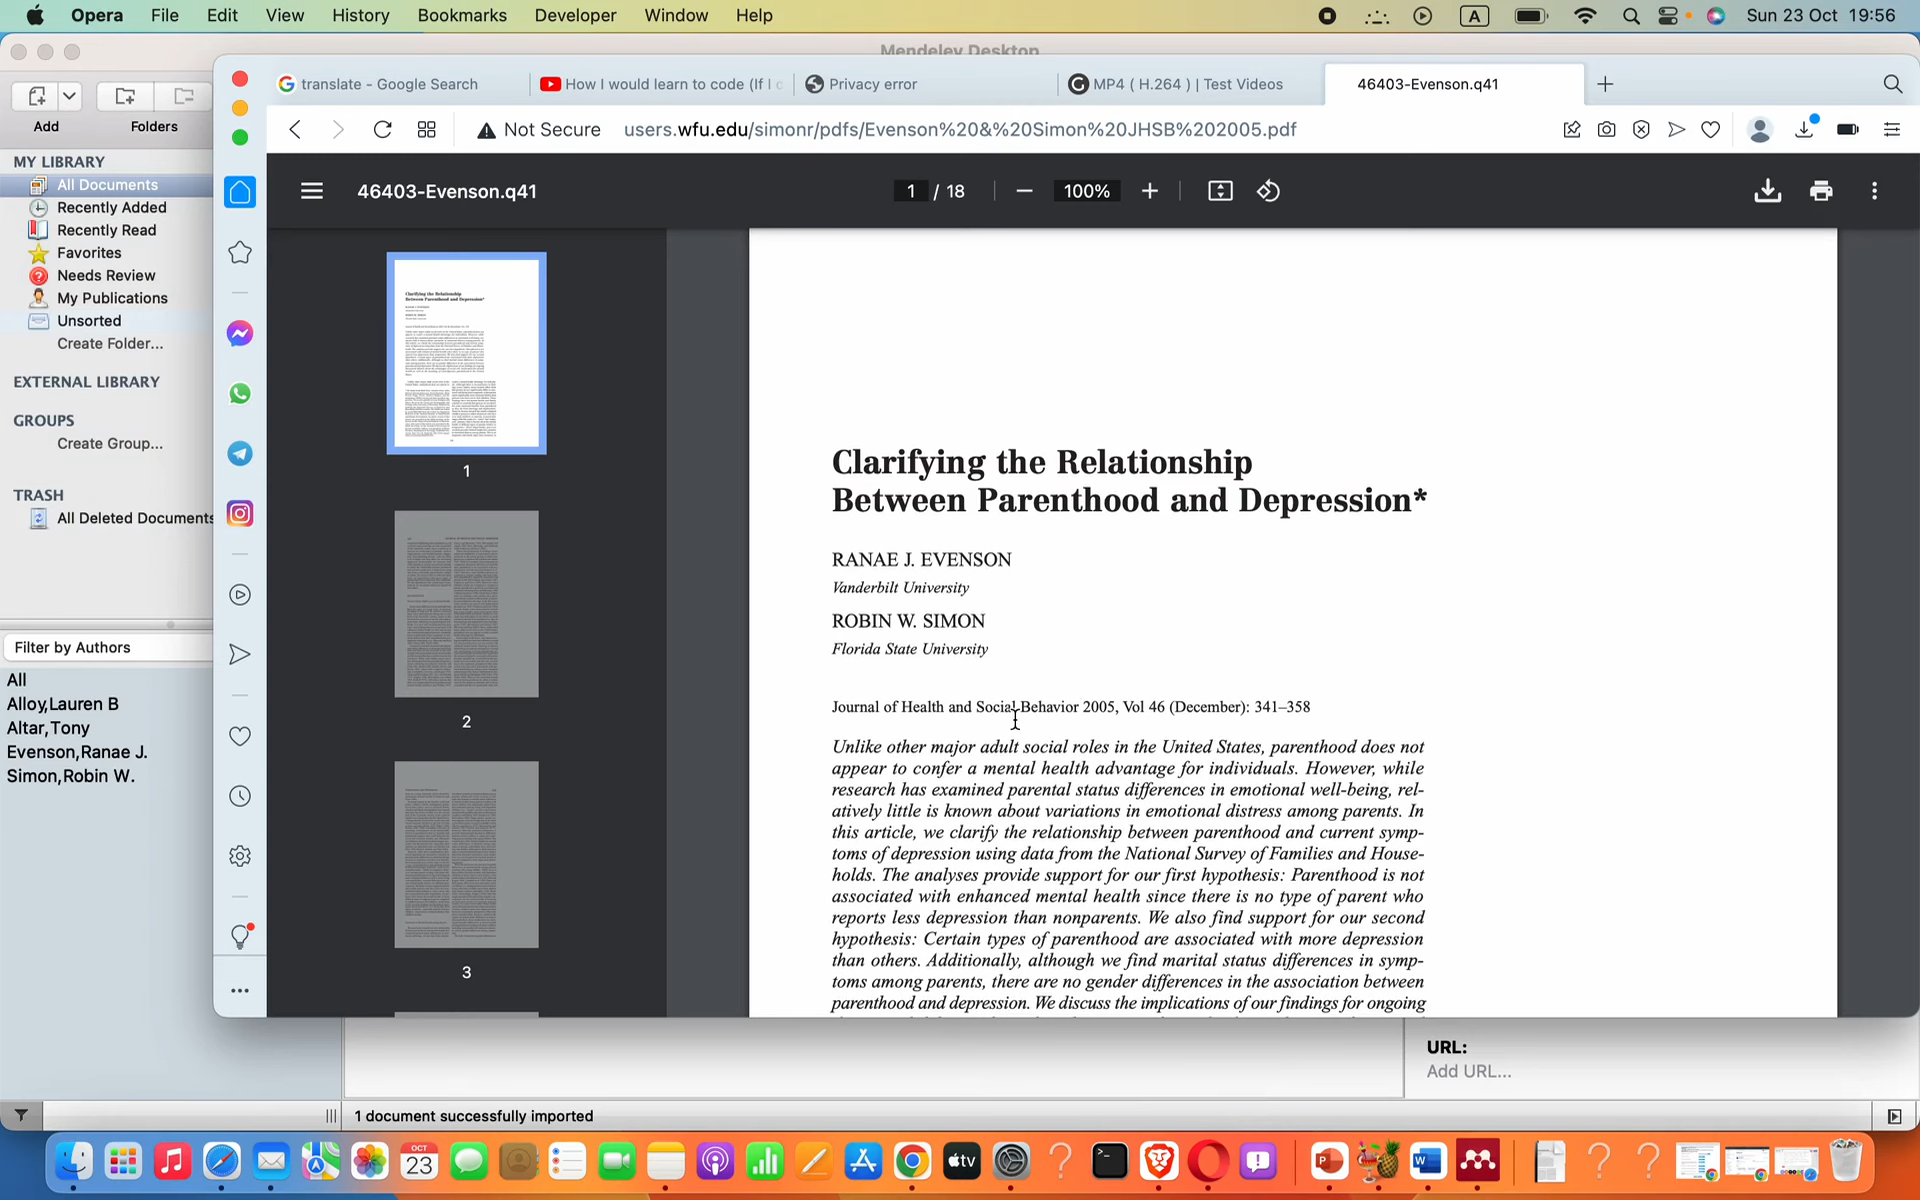 Opera File Edit View History Bookmarks Developer Window Help A Sun 23 Oct 19:56
Mendeley Desktop
translate - Google Search How I would learn to code (If I c Privacy error MP4 ( H.264 ) | Test Videos 46403-Evenson.q41
Not Secure users.wfu.edu/simonr/pdfs/Evenson%20&%20Simon%20JHSB%202005.pdf
Add Folders
MY LIBRARY
All Documents
Recently Added
Recently Read
Favorites
Needs Review
My Publications
Unsorted
Create Folder...
EXTERNAL LIBRARY
GROUPS
Create Group...
TRASH
All Deleted Documents
Filter by Authors
All
Alloy,Lauren B
Altar,Tony
Evenson,Ranae J.
Simon,Robin W.
46403-Evenson.q41 1 / 18 100%
1
2
3
Clarifying the Relationship
Between Parenthood and Depression*
RANAE J. EVENSON
Vanderbilt University
ROBIN W. SIMON
Florida State University
Journal of Health and Social Behavior 2005, Vol 46 (December): 341–358
Unlike other major adult social roles in the United States, parenthood does not
appear to confer a mental health advantage for individuals. However, while
research has examined parental status differences in emotional well-being, rel-
atively little is known about variations in emotional distress among parents. In
this article, we clarify the relationship between parenthood and current symp-
toms of depression using data from the National Survey of Families and House-
holds. The analyses provide support for our first hypothesis: Parenthood is not
associated with enhanced mental health since there is no type of parent who
reports less depression than nonparents. We also find support for our second
hypothesis: Certain types of parenthood are associated with more depression
than others. Additionally, although we find marital status differences in symp-
toms among parents, there are no gender differences in the association between
parenthood and depression. We discuss the implications of our findings for ongoing
URL:
Add URL...
1 document successfully imported
OCT
23
tv